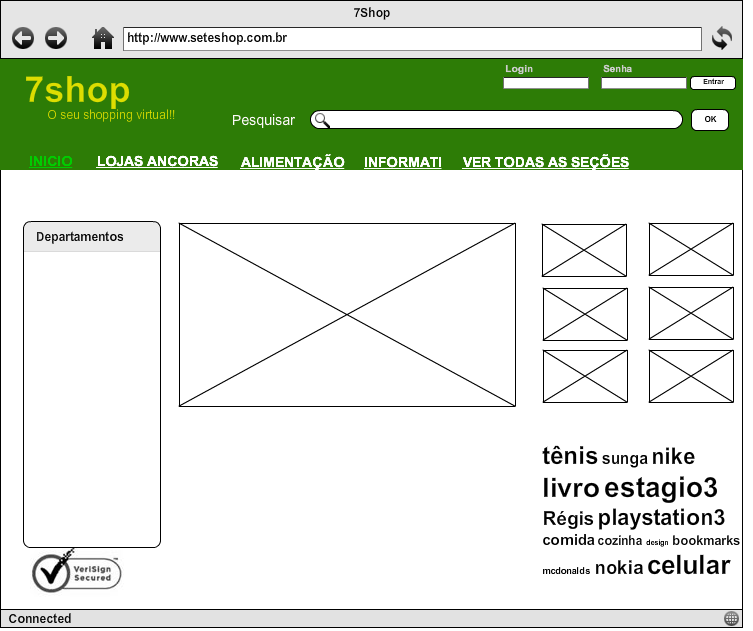 7Shop
http://www.seteshop.com.br
Login Senha
Entrar
7shop
O seu shopping virtual!!
Pesquisar OK
INICIO LOJAS ANCORAS ALIMENTAÇÃO INFORMATI VER TODAS AS SEÇÕES
Departamentos
tênis sunga nike
livro estagio3
Régis playstation3
comida cozinha design bookmarks
mcdonalds nokia celular
VeriSign
Secured
Connected